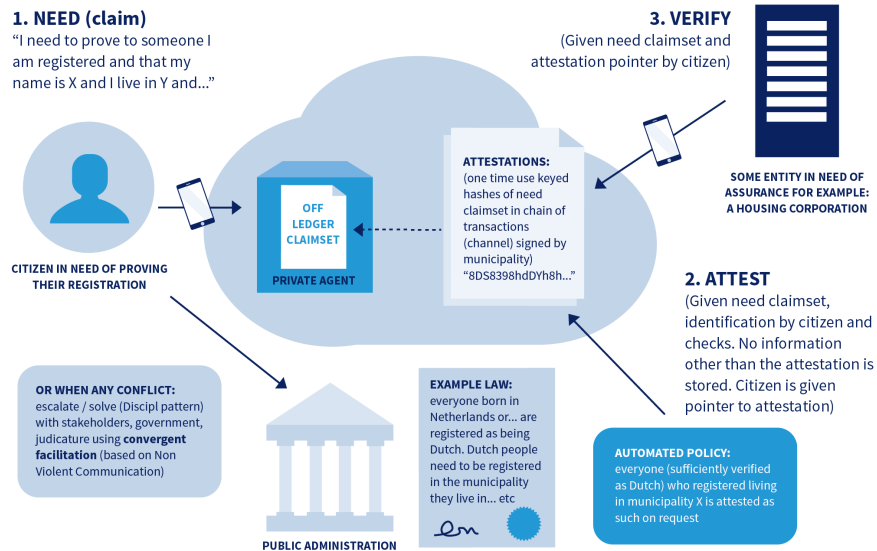 1. NEED (claim)
“I need to prove to someone I
am registered and that my
name is X and I live in Y and...”
3. VERIFY
(Given need claimset and
attestation pointer by citizen)
ATTESTATIONS:
(one time use keyed
hashes of need
claimset in chain of
transactions
(channel) signed by
municipality)
“8DS8398hdDYh8h...”
OFF
LEDGER
CLAIMSET
PRIVATE AGENT
SOME ENTITY IN NEED OF
ASSURANCE FOR EXAMPLE:
A HOUSING CORPORATION
CITIZEN IN NEED OF PROVING
THEIR REGISTRATION
2. ATTEST
(Given need claimset,
identification by citizen and
checks. No information
other than the attestation is
stored. Citizen is given
pointer to attestation)
OR WHEN ANY CONFLICT:
escalate / solve (Discipl pattern)
with stakeholders, government,
judicature using convergent
facilitation (based on Non
Violent Communication)
PUBLIC ADMINISTRATION
EXAMPLE LAW:
everyone born in
Netherlands or... are
registered as being
Dutch. Dutch people
need to be registered
in the municipality
they live in... etc
AUTOMATED POLICY:
everyone (sufficiently verified
as Dutch) who registered living
in municipality X is attested as
such on request